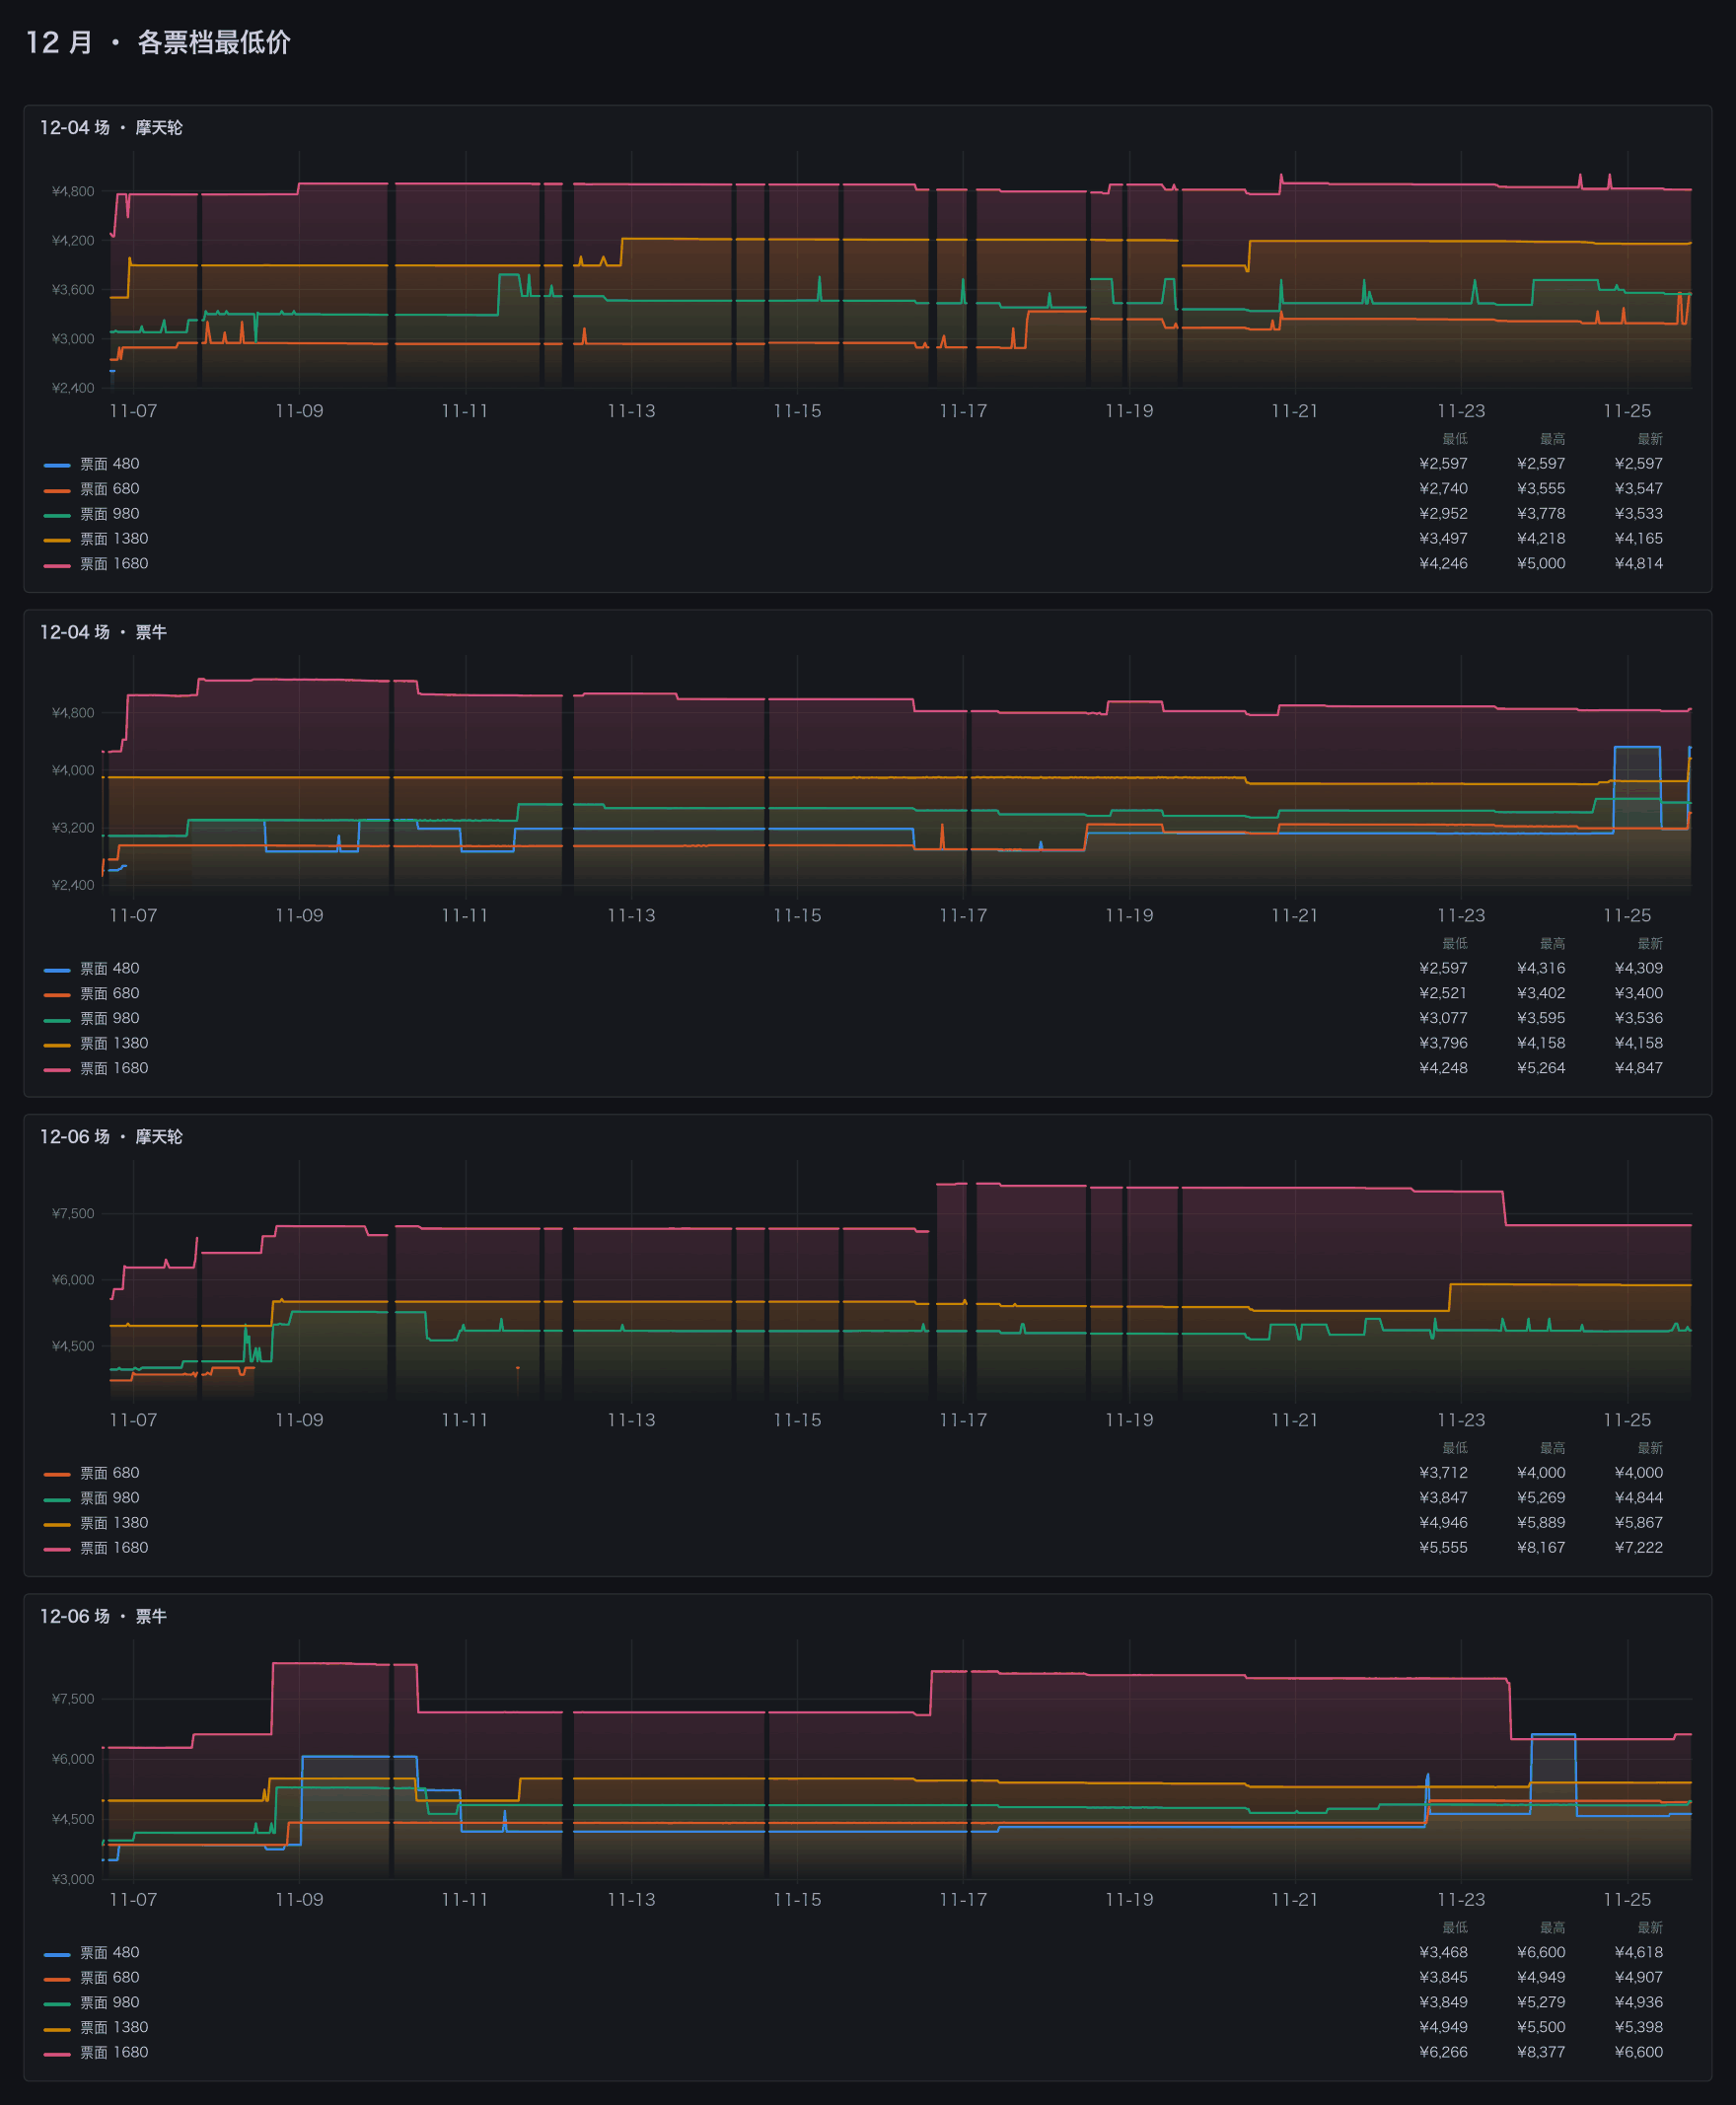 12 月 · 各票档最低价
12-04 场 · 摩天轮
¥4,800
¥4,200
¥3,600
¥3,000
¥2,400
11-07 11-09 11-11 11-13 11-15 11-17 11-19 11-21 11-23 11-25
最低 最高 最新
票面 480 ¥2,597 ¥2,597 ¥2,597
票面 680 ¥2,740 ¥3,555 ¥3,547
票面 980 ¥2,952 ¥3,778 ¥3,533
票面 1380 ¥3,497 ¥4,218 ¥4,165
票面 1680 ¥4,246 ¥5,000 ¥4,814
12-04 场 · 票牛
¥4,800
¥4,000
¥3,200
¥2,400
11-07 11-09 11-11 11-13 11-15 11-17 11-19 11-21 11-23 11-25
最低 最高 最新
票面 480 ¥2,597 ¥4,316 ¥4,309
票面 680 ¥2,521 ¥3,402 ¥3,400
票面 980 ¥3,077 ¥3,595 ¥3,536
票面 1380 ¥3,796 ¥4,158 ¥4,158
票面 1680 ¥4,248 ¥5,264 ¥4,847
12-06 场 · 摩天轮
¥7,500
¥6,000
¥4,500
11-07 11-09 11-11 11-13 11-15 11-17 11-19 11-21 11-23 11-25
最低 最高 最新
票面 680 ¥3,712 ¥4,000 ¥4,000
票面 980 ¥3,847 ¥5,269 ¥4,844
票面 1380 ¥4,946 ¥5,889 ¥5,867
票面 1680 ¥5,555 ¥8,167 ¥7,222
12-06 场 · 票牛
¥7,500
¥6,000
¥4,500
¥3,000
11-07 11-09 11-11 11-13 11-15 11-17 11-19 11-21 11-23 11-25
最低 最高 最新
票面 480 ¥3,468 ¥6,600 ¥4,618
票面 680 ¥3,845 ¥4,949 ¥4,907
票面 980 ¥3,849 ¥5,279 ¥4,936
票面 1380 ¥4,949 ¥5,500 ¥5,398
票面 1680 ¥6,266 ¥8,377 ¥6,600